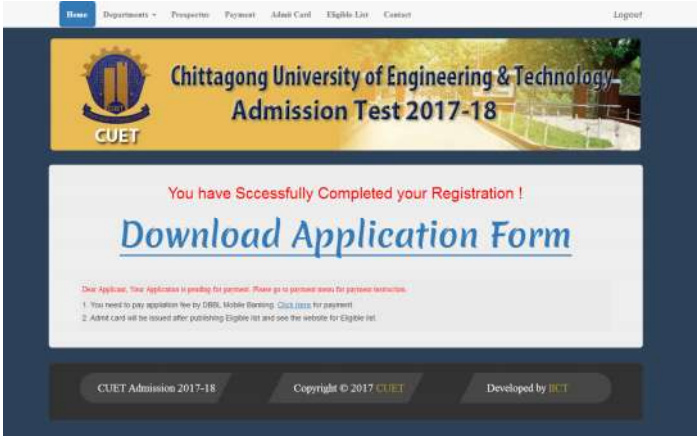 Home Departments Prospectus Payment Admit Card Eligible List Contact Logout
Chittagong University of Engineering & Technology
Admission Test 2017-18
CUET
You have Sccessfully Completed your Registration !
Download Application Form
Dear Applicant, Your Application is pending for payment. Please go to payment menu for payment instruction.
1. You need to pay appliation fee by DBBL Mobile Banking. Click Here for payment.
2. Admit card will be issued after publishing Eligible list and see the website for Eligible list.
CUET Admission 2017-18 Copyright © 2017 CUET Developed by IICT